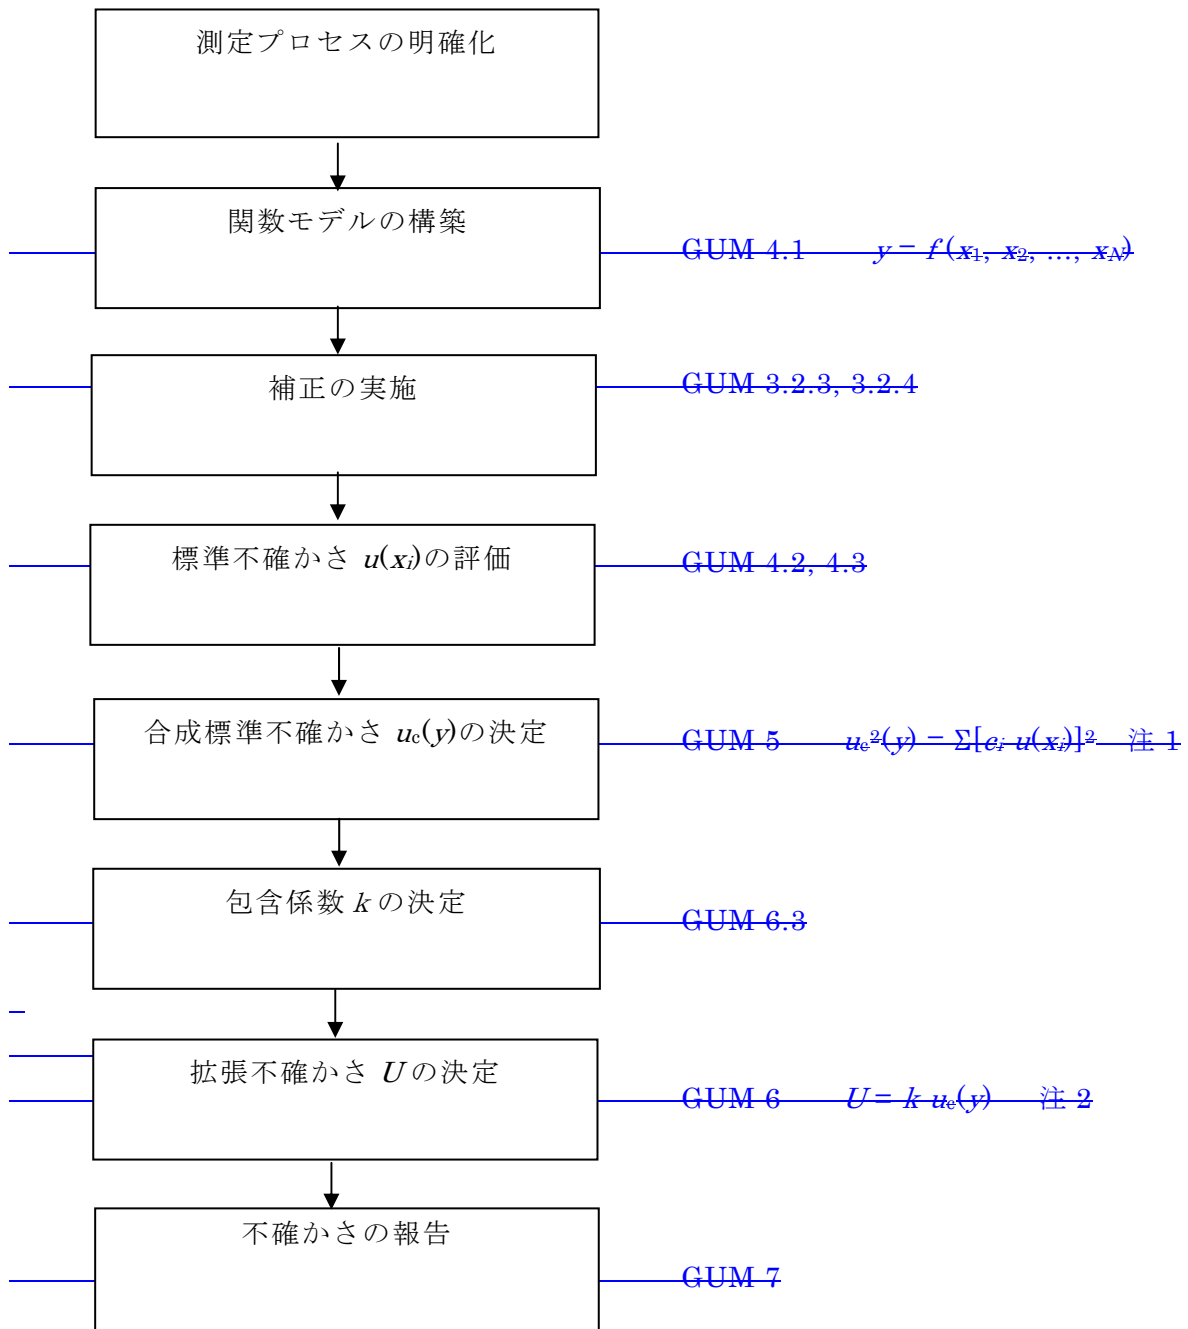 測定プロセスの明確化
関数モデルの構築
GUM 4.1 y = f (x1, x2, ..., xN)
補正の実施
GUM 3.2.3, 3.2.4
標準不確かさ u(xi)の評価
GUM 4.2, 4.3
合成標準不確かさ uc(y)の決定
GUM 5 uc2(y) = Σ[ci u(xi)]2 注 1
包含係数 k の決定
GUM 6.3
拡張不確かさ U の決定
GUM 6 U = k uc(y) 注 2
不確かさの報告
GUM 7